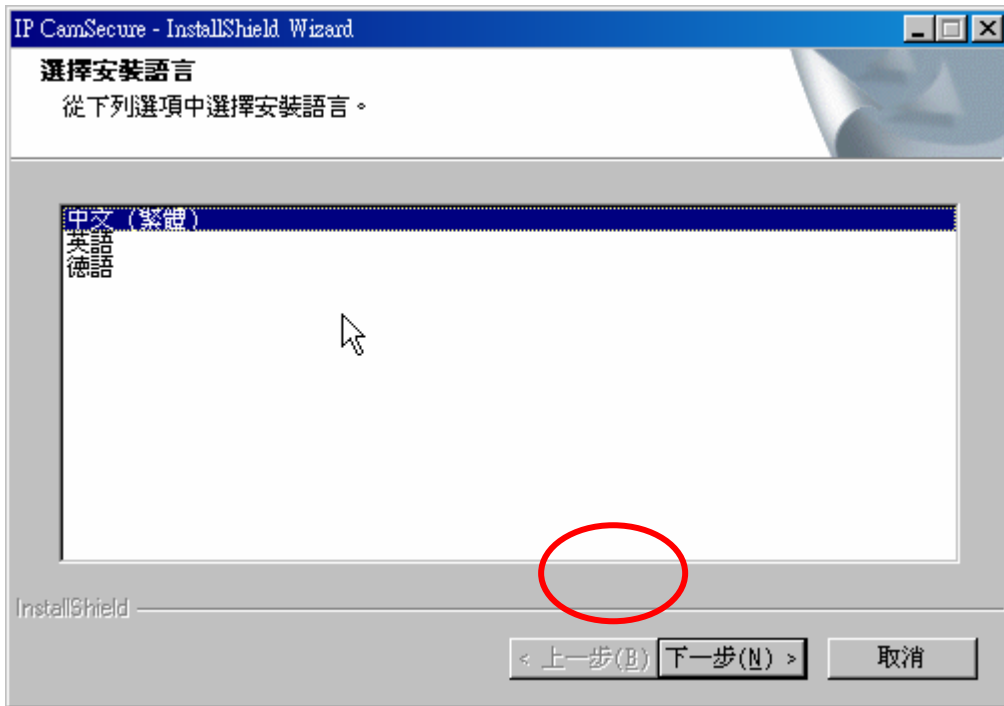 IP CamSecure - InstallShield Wizard
選擇安裝語言
從下列選項中選擇安裝語言。
中文 (繁體)
英語
德語
InstallShield
< 上一步(B) 下一步(N) > 取消